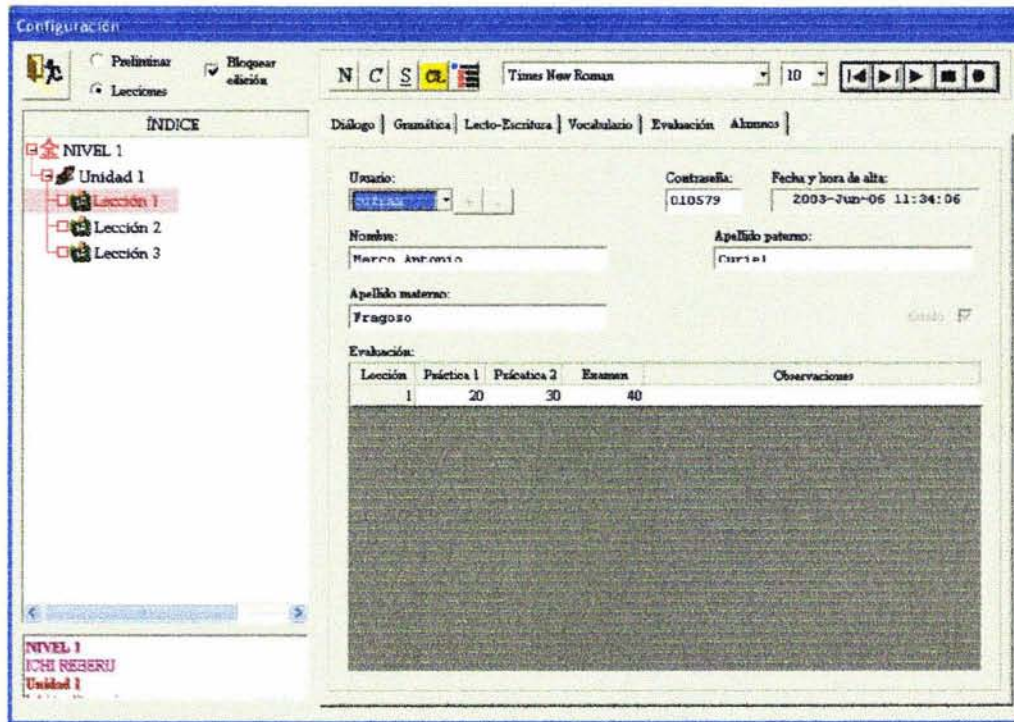 Configuración
Preliminar
Lecciones
Bloquear edición
N C S Times New Roman 10
ÍNDICE
NIVEL 1
Unidad 1
Lección 1
Lección 2
Lección 3
NIVEL 1
ICHI REBERU
Unidad 1
Diálogo Gramática Lecto-Escritura Vocabulario Evaluación Alumnos
Usuario: Contraseña: Fecha y hora de alta:
010579 2003-Jun-06 11:34:06
Nombre: Apellido paterno:
Marco Antonio Curiel
Apellido materno:
Fragoso
Evaluación:
Lección Práctica 1 Prácatica 2 Examen Observaciones
1 20 30 40